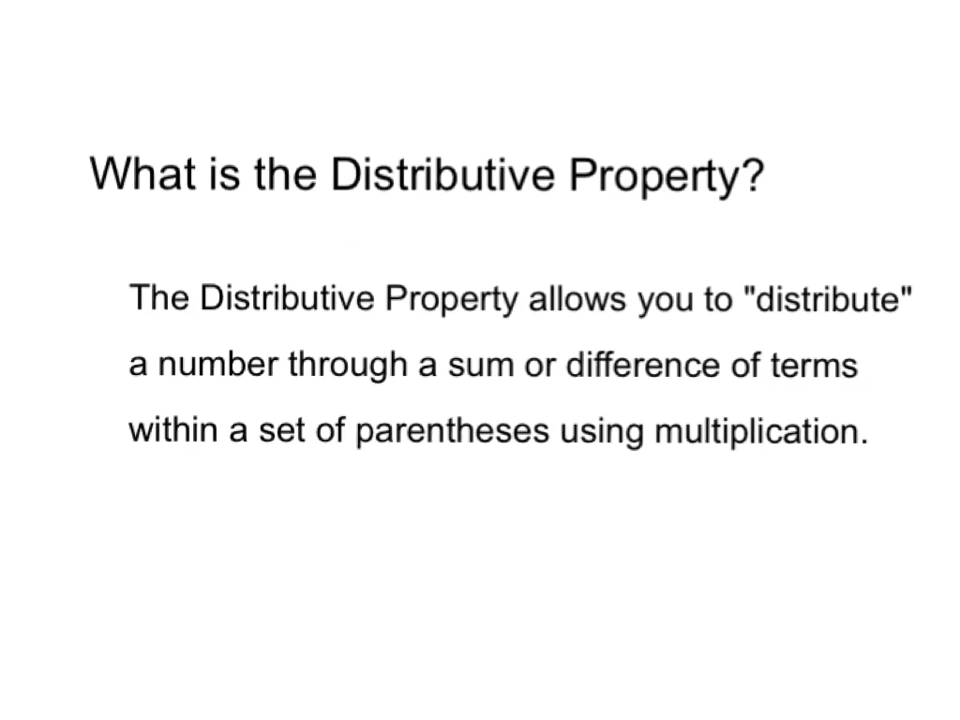 What is the Distributive Property?
The Distributive Property allows you to "distribute"
a number through a sum or difference of terms
within a set of parentheses using multiplication.